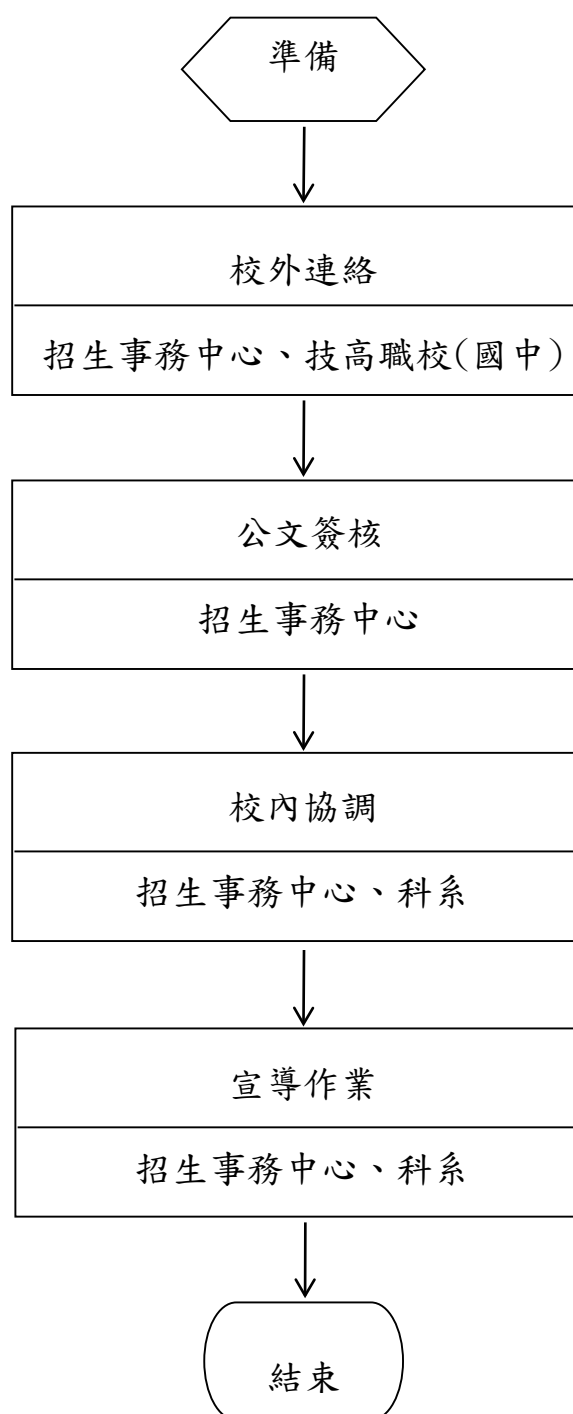 準備
校外連絡
招生事務中心、技高職校(國中)
公文簽核
招生事務中心
校內協調
招生事務中心、科系
宣導作業
招生事務中心、科系
結束